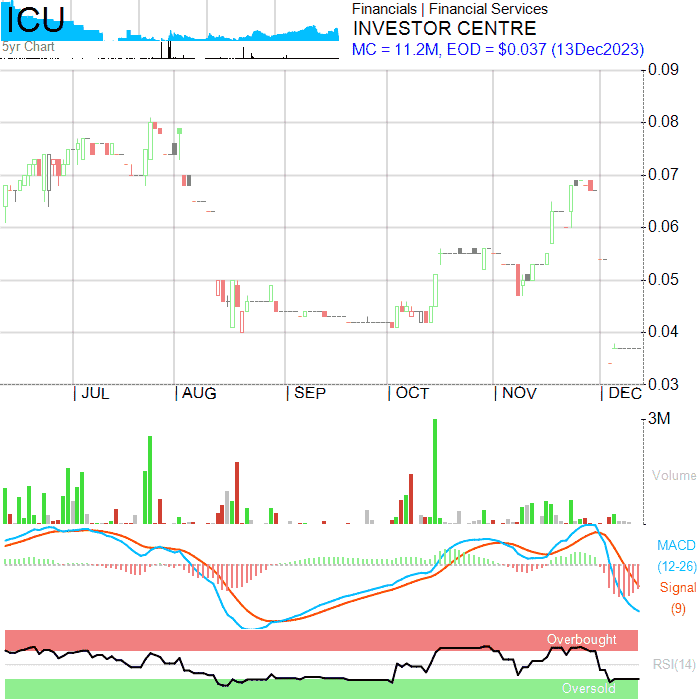 ICU
5yr Chart
Financials | Financial Services
INVESTOR CENTRE
MC = 11.2M, EOD = $0.037 (13Dec2023)
0.09
0.08
0.07
0.06
0.05
0.04
0.03
| JUL | AUG | SEP | OCT | NOV | DEC
3M
Volume
MACD
(12-26)
Signal
(9)
Overbought
RSI(14)
Oversold